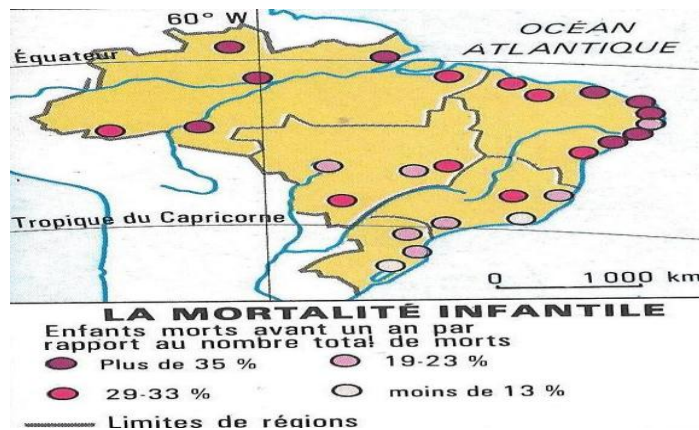 60° W
OCÉAN
ATLANTIQUE
Équateur
Tropique du Capricorne
0 1 000 km
LA MORTALITÉ INFANTILE
Enfants morts avant un an par
rapport au nombre total de morts
Plus de 35 %
19-23 %
29-33 %
moins de 13 %
Limites de régions